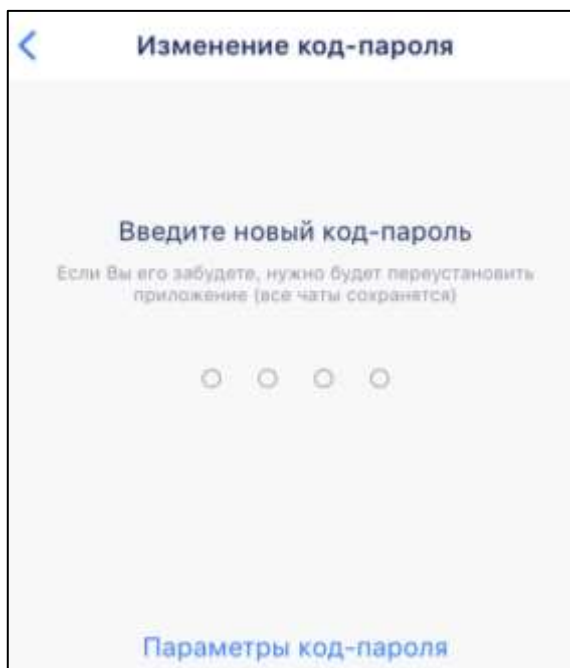 Изменение код-пароля
Введите новый код-пароль
Если Вы его забудете, нужно будет переустановить
приложение (все чаты сохранятся)
Параметры код-пароля